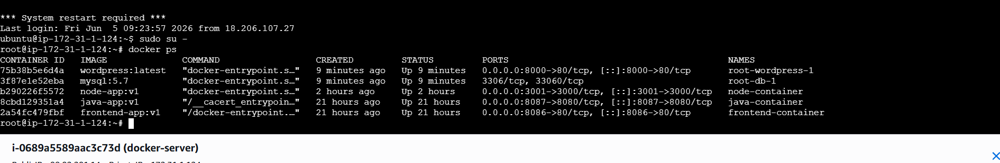 *** System restart required ***
Last login: Fri Jun  5 09:23:57 2026 from 18.206.107.27
ubuntu@ip-172-31-1-124:~$ sudo su -
root@ip-172-31-1-124:~# docker ps
CONTAINER ID   IMAGE              COMMAND                  CREATED         STATUS         PORTS                                         NAMES
75b38b5e6d4a   wordpress:latest   "docker-entrypoint.s…"   9 minutes ago   Up 9 minutes   0.0.0.0:8000->80/tcp, [::]:8000->80/tcp       root-wordpress-1
3f87e1e52eba   mysql:5.7          "docker-entrypoint.s…"   9 minutes ago   Up 9 minutes   3306/tcp, 33060/tcp                           root-db-1
b290226f5572   node-app:v1        "docker-entrypoint.s…"   2 hours ago     Up 2 hours     0.0.0.0:3001->3000/tcp, [::]:3001->3000/tcp   node-container
8cbd129351a4   java-app:v1        "/__cacert_entrypoin…"   21 hours ago    Up 21 hours    0.0.0.0:8087->8080/tcp, [::]:8087->8080/tcp   java-container
2a54fc479fbf   frontend-app:v1    "/docker-entrypoint.…"   21 hours ago    Up 21 hours    0.0.0.0:8086->80/tcp, [::]:8086->80/tcp       frontend-container
root@ip-172-31-1-124:~#
i-0689a5589aac3c73d (docker-server)